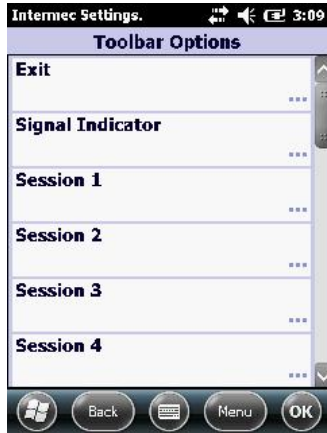 Intermec Settings. 3:09
Toolbar Options
Exit
...
Signal Indicator
...
Session 1
...
Session 2
...
Session 3
...
Session 4
...
Back Menu OK